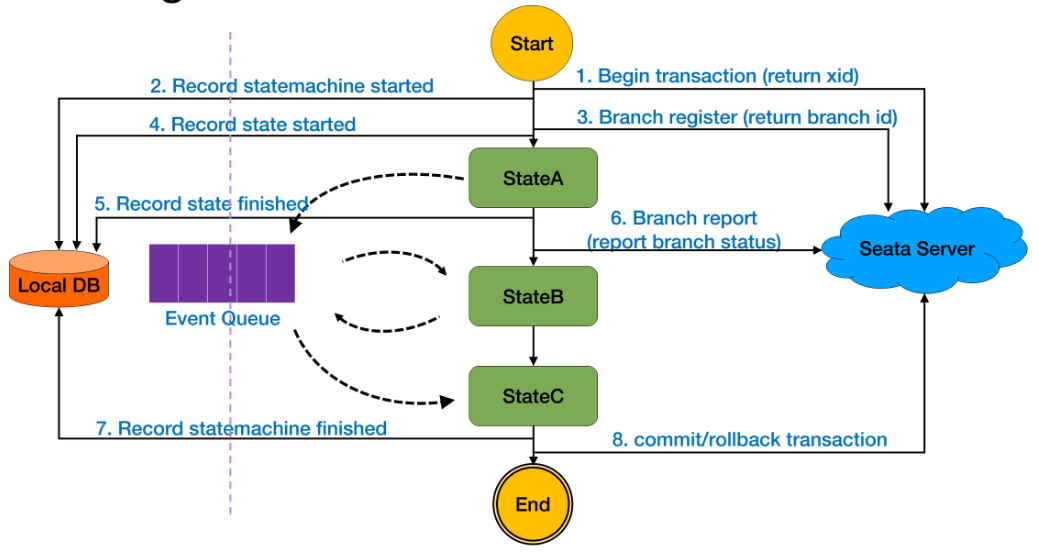 Start
1. Begin transaction (return xid)
2. Record statemachine started
3. Branch register (return branch id)
4. Record state started
StateA
5. Record state finished
6. Branch report
(report branch status)
Seata Server
Local DB
StateB
Event Queue
StateC
7. Record statemachine finished
8. commit/rollback transaction
End